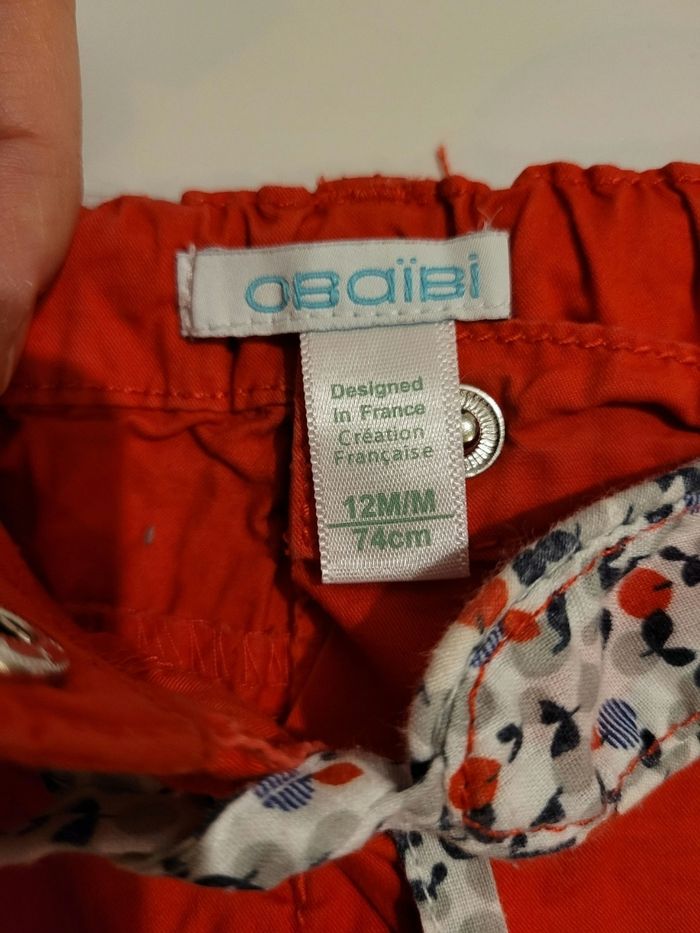 OBaïBi
Designed
in France
Création
Française
12M/M
74cm